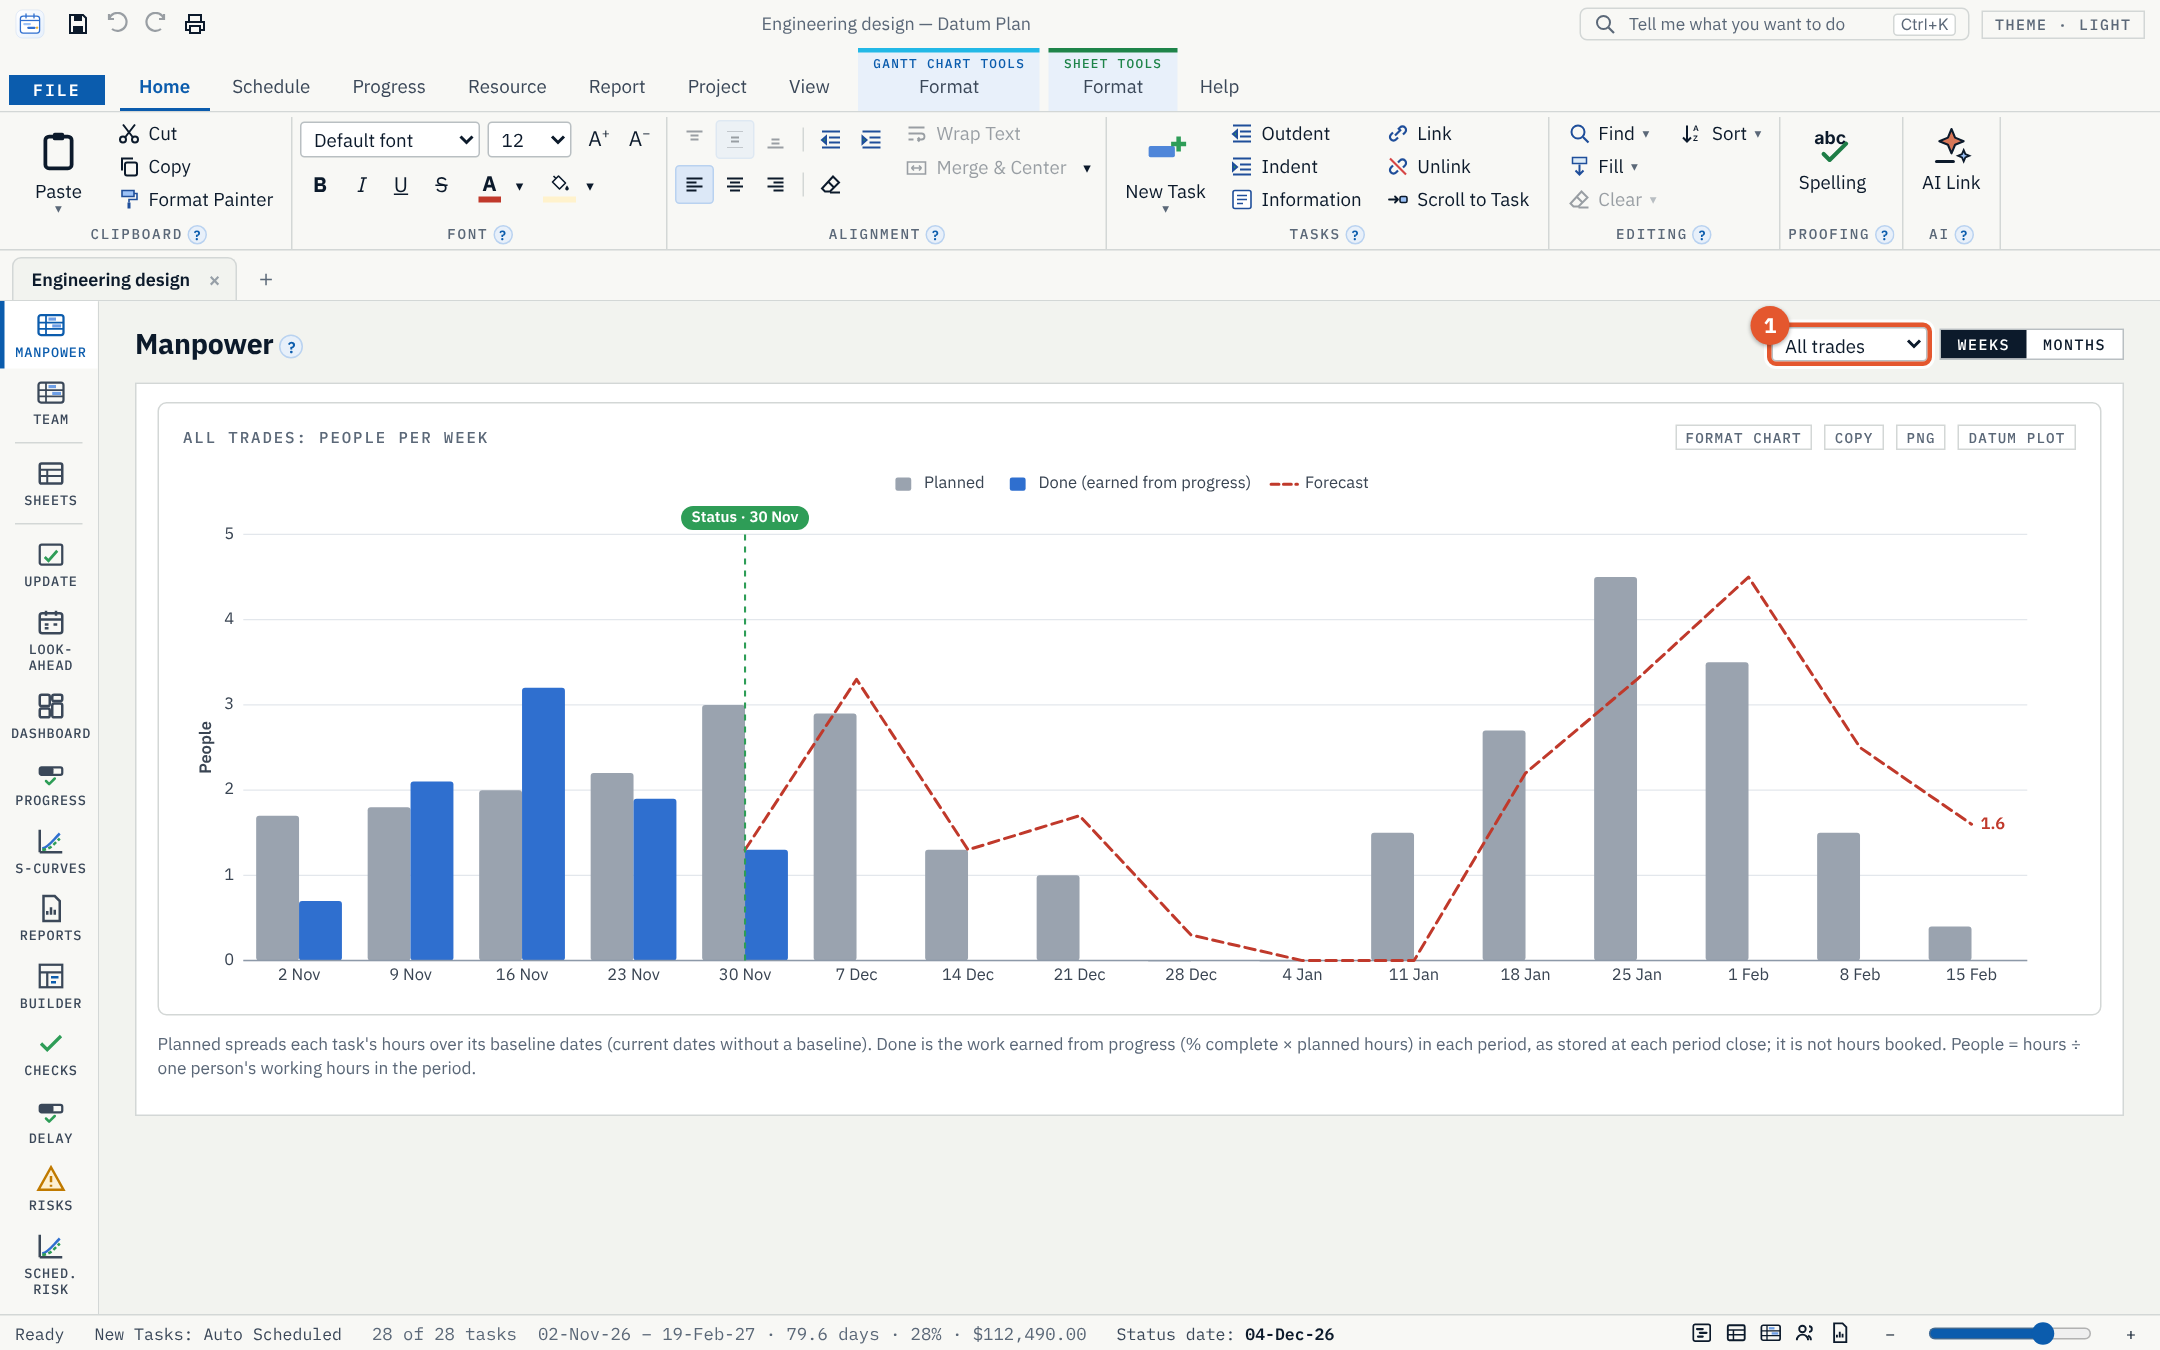 Engineering design — Datum Plan
Tell me what you want to do Ctrl+K
THEME · LIGHT
GANTT CHART TOOLS SHEET TOOLS
FILE Home Schedule Progress Resource Report Project View Format Format Help
Paste
Cut
Copy
Format Painter
CLIPBOARD ?
Default font 12 A+ A−
B I U S A
FONT ?
Wrap Text
Merge & Center
ALIGNMENT ?
New Task
Outdent
Indent
Information
Link
Unlink
Scroll to Task
TASKS ?
Find
Sort
Fill
Clear
EDITING ?
abc
Spelling
PROOFING ?
AI Link
AI ?
Engineering design × +
MANPOWER
TEAM
SHEETS
UPDATE
LOOK-
AHEAD
DASHBOARD
PROGRESS
S-CURVES
REPORTS
BUILDER
CHECKS
DELAY
RISKS
SCHED.
RISK
Manpower ?
1
All trades
WEEKS MONTHS
ALL TRADES: PEOPLE PER WEEK
FORMAT CHART COPY PNG DATUM PLOT
Planned Done (earned from progress) Forecast
Status · 30 Nov
People
5
4
3
2
1
0
1.6
2 Nov 9 Nov 16 Nov 23 Nov 30 Nov 7 Dec 14 Dec 21 Dec 28 Dec 4 Jan 11 Jan 18 Jan 25 Jan 1 Feb 8 Feb 15 Feb
Planned spreads each task's hours over its baseline dates (current dates without a baseline). Done is the work earned from progress (% complete × planned hours) in each period, as stored at each period close; it is not hours booked. People = hours ÷
one person's working hours in the period.
Ready New Tasks: Auto Scheduled 28 of 28 tasks 02-Nov-26 – 19-Feb-27 · 79.6 days · 28% · $112,490.00 Status date: 04-Dec-26 − +